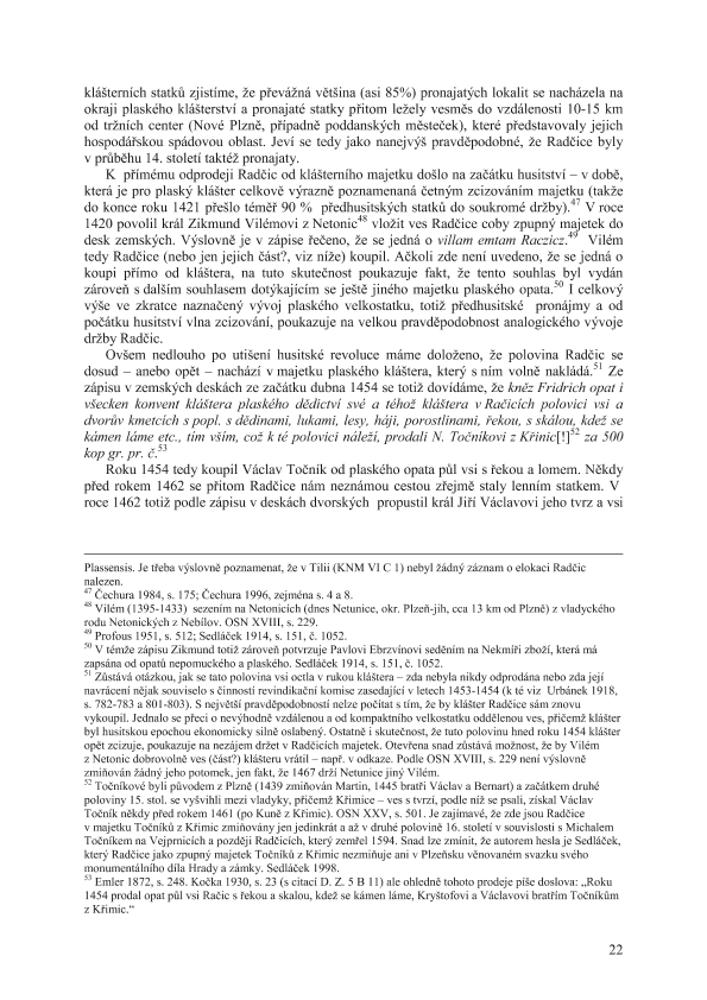 klášterních statků zjistíme, že převážná většina (asi 85%) pronajatých lokalit se nacházela na
okraji plaského klášterství a pronajaté statky přitom ležely vesměs do vzdálenosti 10-15 km
od tržních center (Nové Plzně, případně poddanských městeček), které představovaly jejich
hospodářskou spádovou oblast. Jeví se tedy jako nanejvýš pravděpodobné, že Radčice byly
v průběhu 14. století taktéž pronajaty.
K přímému odprodeji Radčic od klášterního majetku došlo na začátku husitství – v době,
která je pro plaský klášter celkově výrazně poznamenaná četným zcizováním majetku (takže
do konce roku 1421 přešlo téměř 90 % předhusitských statků do soukromé držby).47 V roce
1420 povolil král Zikmund Vilémovi z Netonic48 vložit ves Radčice coby zpupný majetek do
desk zemských. Výslovně je v zápise řečeno, že se jedná o villam emtam Raczicz.49 Vilém
tedy Radčice (nebo jen jejich část?, viz níže) koupil. Ačkoli zde není uvedeno, že se jedná o
koupi přímo od kláštera, na tuto skutečnost poukazuje fakt, že tento souhlas byl vydán
zároveň s dalším souhlasem dotýkajícím se ještě jiného majetku plaského opata.50 I celkový
výše ve zkratce naznačený vývoj plaského velkostatku, totiž předhusitské pronájmy a od
počátku husitství vlna zcizování, poukazuje na velkou pravděpodobnost analogického vývoje
držby Radčic.
Ovšem nedlouho po utišení husitské revoluce máme doloženo, že polovina Radčic se
dosud – anebo opět – nachází v majetku plaského kláštera, který s ním volně nakládá.51 Ze
zápisu v zemských deskách ze začátku dubna 1454 se totiž dovídáme, že kněz Fridrich opat i
všecken konvent kláštera plaského dědictví své a téhož kláštera v Račicích polovici vsi a
dvorův kmetcích s popl. s dědinami, lukami, lesy, háji, porostlinami, řekou, s skálou, kdež se
kámen láme etc., tím vším, což k té polovici náleží, prodali N. Točníkovi z Křinic[!]52 za 500
kop gr. pr. č.53
Roku 1454 tedy koupil Václav Točník od plaského opata půl vsi s řekou a lomem. Někdy
před rokem 1462 se přitom Radčice nám neznámou cestou zřejmě staly lenním statkem. V
roce 1462 totiž podle zápisu v deskách dvorských propustil král Jiří Václavovi jeho tvrz a vsi
Plassensis. Je třeba výslovně poznamenat, že v Tilii (KNM VI C 1) nebyl žádný záznam o elokaci Radčic
nalezen.
47 Čechura 1984, s. 175; Čechura 1996, zejména s. 4 a 8.
48 Vilém (1395-1433) sezením na Netonicích (dnes Netunice, okr. Plzeň-jih, cca 13 km od Plzně) z vladyckého
rodu Netonických z Nebílov. OSN XVIII, s. 229.
49 Profous 1951, s. 512; Sedláček 1914, s. 151, č. 1052.
50 V témže zápisu Zikmund totiž zároveň potvrzuje Pavlovi Ebrzvínovi seděním na Nekmíři zboží, která má
zapsána od opatů nepomuckého a plaského. Sedláček 1914, s. 151, č. 1052.
51 Zůstává otázkou, jak se tato polovina vsi octla v rukou kláštera – zda nebyla nikdy odprodána nebo zda její
navrácení nějak souviselo s činností revindikační komise zasedající v letech 1453-1454 (k té viz Urbánek 1918,
s. 782-783 a 801-803). S největší pravděpodobností nelze počítat s tím, že by klášter Radčice sám znovu
vykoupil. Jednalo se přeci o nevýhodně vzdálenou a od kompaktního velkostatku oddělenou ves, přičemž klášter
byl husitskou epochou ekonomicky silně oslabený. Ostatně i skutečnost, že tuto polovinu hned roku 1454 klášter
opět zcizuje, poukazuje na nezájem držet v Radčicích majetek. Otevřena snad zůstává možnost, že by Vilém
z Netonic dobrovolně ves (část?) klášteru vrátil – např. v odkaze. Podle OSN XVIII, s. 229 není výslovně
zmiňován žádný jeho potomek, jen fakt, že 1467 drží Netunice jiný Vilém.
52 Točníkové byli původem z Plzně (1439 zmiňován Martin, 1445 bratři Václav a Bernart) a začátkem druhé
poloviny 15. stol. se vyšvihli mezi vladyky, přičemž Křimice – ves s tvrzí, podle níž se psali, získal Václav
Točník někdy před rokem 1461 (po Kuně z Křimic). OSN XXV, s. 501. Je zajímavé, že zde jsou Radčice
v majetku Točníků z Křimic zmiňovány jen jedinkrát a až v druhé polovině 16. století v souvislosti s Michalem
Točníkem na Vejprnicích a později Radčicích, který zemřel 1594. Snad lze zmínit, že autorem hesla je Sedláček,
který Radčice jako zpupný majetek Točníků z Křimic nezmiňuje ani v Plzeňsku věnovaném svazku svého
monumentálního díla Hrady a zámky. Sedláček 1998.
53 Emler 1872, s. 248. Kočka 1930, s. 23 (s citací D. Z. 5 B 11) ale ohledně tohoto prodeje píše doslova: „Roku
1454 prodal opat půl vsi Račic s řekou a skalou, kdež se kámen láme, Kryštofovi a Václavovi bratřím Točníkům
z Křimic.“
22